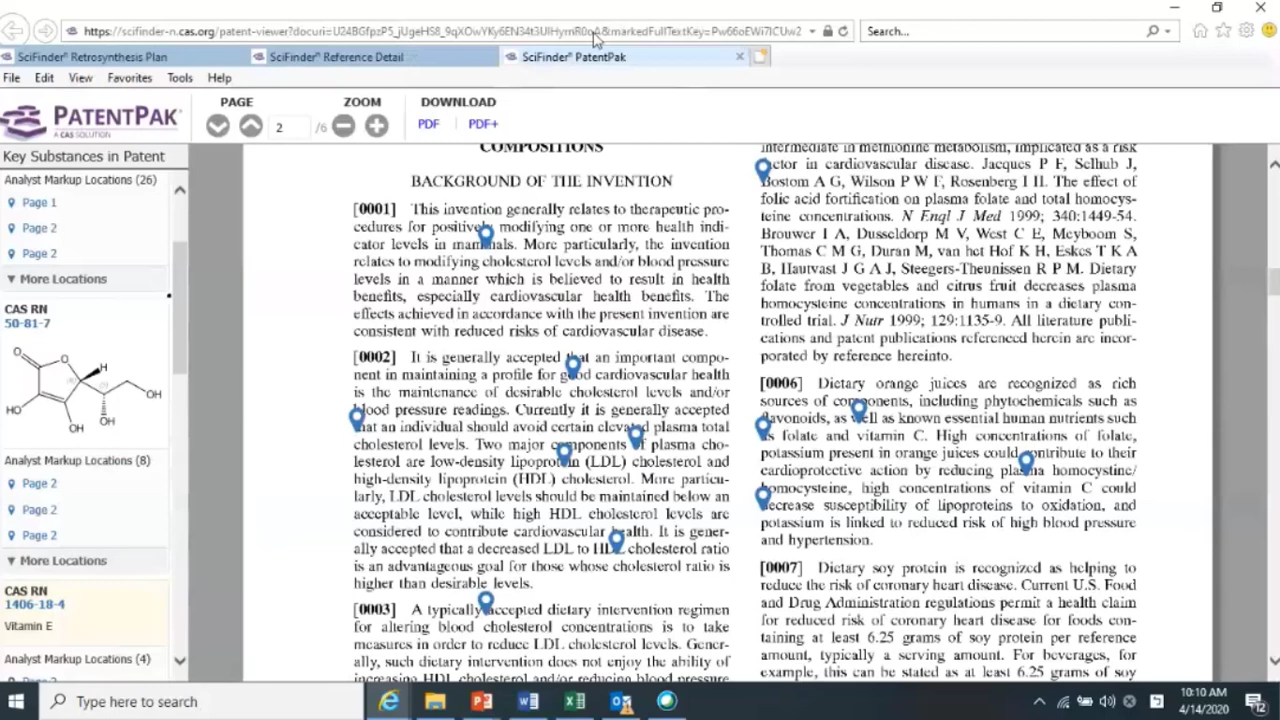 https://scifinder-n.cas.org/patent-viewer?docuri=U24BGfpzP5_jUgeHS8_9qXOwYKy6EN34t3UIHymR0oA&markedFullTextKey=Pw66oEWi7lCUw2
Search...
SciFinder® Retrosynthesis Plan
SciFinder® Reference Detail
SciFinder® PatentPak
File Edit View Favorites Tools Help
PATENTPAK
A CAS SOLUTION
PAGE
2 /6
ZOOM
DOWNLOAD
PDF PDF+
Key Substances in Patent
Analyst Markup Locations (26)
Page 1
Page 2
Page 2
More Locations
CAS RN
50-81-7
O
O
H
HO
OH
OH
OH
Analyst Markup Locations (8)
Page 2
Page 2
Page 2
More Locations
CAS RN
1406-18-4
Vitamin E
Analyst Markup Locations (4)
COMPOSITIONS
BACKGROUND OF THE INVENTION
[0001] This invention generally relates to therapeutic pro-
cedures for positively modifying one or more health indi-
cator levels in mammals. More particularly, the invention
relates to modifying cholesterol levels and/or blood pressure
levels in a manner which is believed to result in health
benefits, especially cardiovascular health benefits. The
effects achieved in accordance with the present invention are
consistent with reduced risks of cardiovascular disease.
[0002] It is generally accepted that an important compo-
nent in maintaining a profile for good cardiovascular health
is the maintenance of desirable cholesterol levels and/or
blood pressure readings. Currently it is generally accepted
that an individual should avoid certain elevated plasma total
cholesterol levels. Two major components of plasma cho-
lesterol are low-density lipoprotein (LDL) cholesterol and
high-density lipoprotein (HDL) cholesterol. More particu-
larly, LDL cholesterol levels should be maintained below an
acceptable level, while high HDL cholesterol levels are
considered to contribute cardiovascular health. It is gener-
ally accepted that a decreased LDL to HDL cholesterol ratio
is an advantageous goal for those whose cholesterol ratio is
higher than desirable levels.
[0003] A typically accepted dietary intervention regimen
for altering blood cholesterol concentrations is to take
measures in order to reduce LDL cholesterol levels. Gener-
ally, such dietary intervention does not enjoy the ability of
increasing HDL cholesterol and/or reducing blood pressure
intermediate in methionine metabolism, implicated as a risk
factor in cardiovascular disease. Jacques P F, Selhub J,
Bostom A G, Wilson P W F, Rosenberg I H. The effect of
folic acid fortification on plasma folate and total homocys-
teine concentrations. N Engl J Med 1999; 340:1449-54.
Brouwer I A, Dusseldorp M V, West C E, Meyboom S,
Thomas C M G, Duran M, van het Hof K H, Eskes T K A
B, Hautvast J G A J, Steegers-Theunissen R P M. Dietary
folate from vegetables and citrus fruit decreases plasma
homocysteine concentrations in humans in a dietary con-
trolled trial. J Nutr 1999; 129:1135-9. All literature publi-
cations and patent publications referenced herein are incor-
porated by reference hereinto.
[0006] Dietary orange juices are recognized as rich
sources of components, including phytochemicals such as
flavonoids, as well as known essential human nutrients such
as folate and vitamin C. High concentrations of folate,
potassium present in orange juices could contribute to their
cardioprotective action by reducing plasma homocystine/
homocysteine, high concentrations of vitamin C could
decrease susceptibility of lipoproteins to oxidation, and
potassium is linked to reduced risk of high blood pressure
and hypertension.
[0007] Dietary soy protein is recognized as helping to
reduce the risk of coronary heart disease. Current U.S. Food
and Drug Administration regulations permit a health claim
for reduced risk of coronary heart disease for foods con-
taining at least 6.25 grams of soy protein per reference
amount, typically a serving amount. For beverages, for
example, this can be stated as at least 6.25 grams of soy
Type here to search
10:10 AM
4/14/2020
12